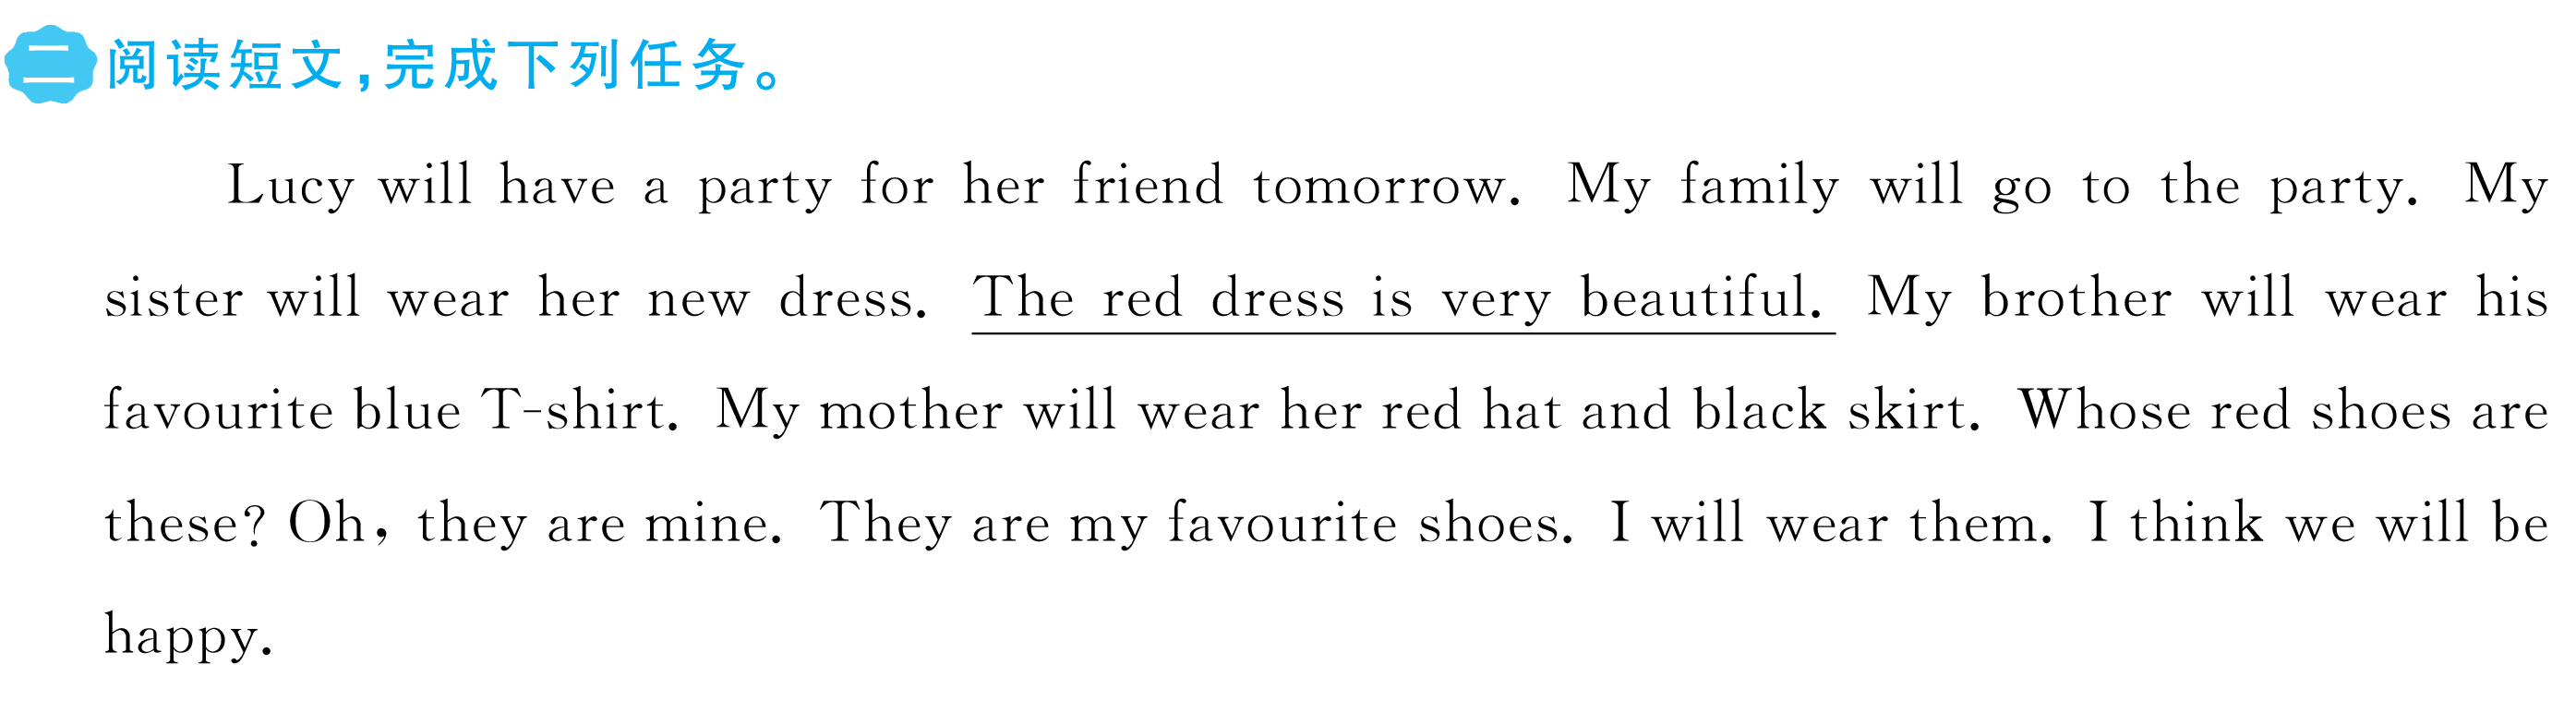 二 阅读短文,完成下列任务。
Lucy will have a party for her friend tomorrow. My family will go to the party. My
sister will wear her new dress. The red dress is very beautiful. My brother will wear his
favourite blue T-shirt. My mother will wear her red hat and black skirt. Whose red shoes are
these? Oh, they are mine. They are my favourite shoes. I will wear them. I think we will be
happy.